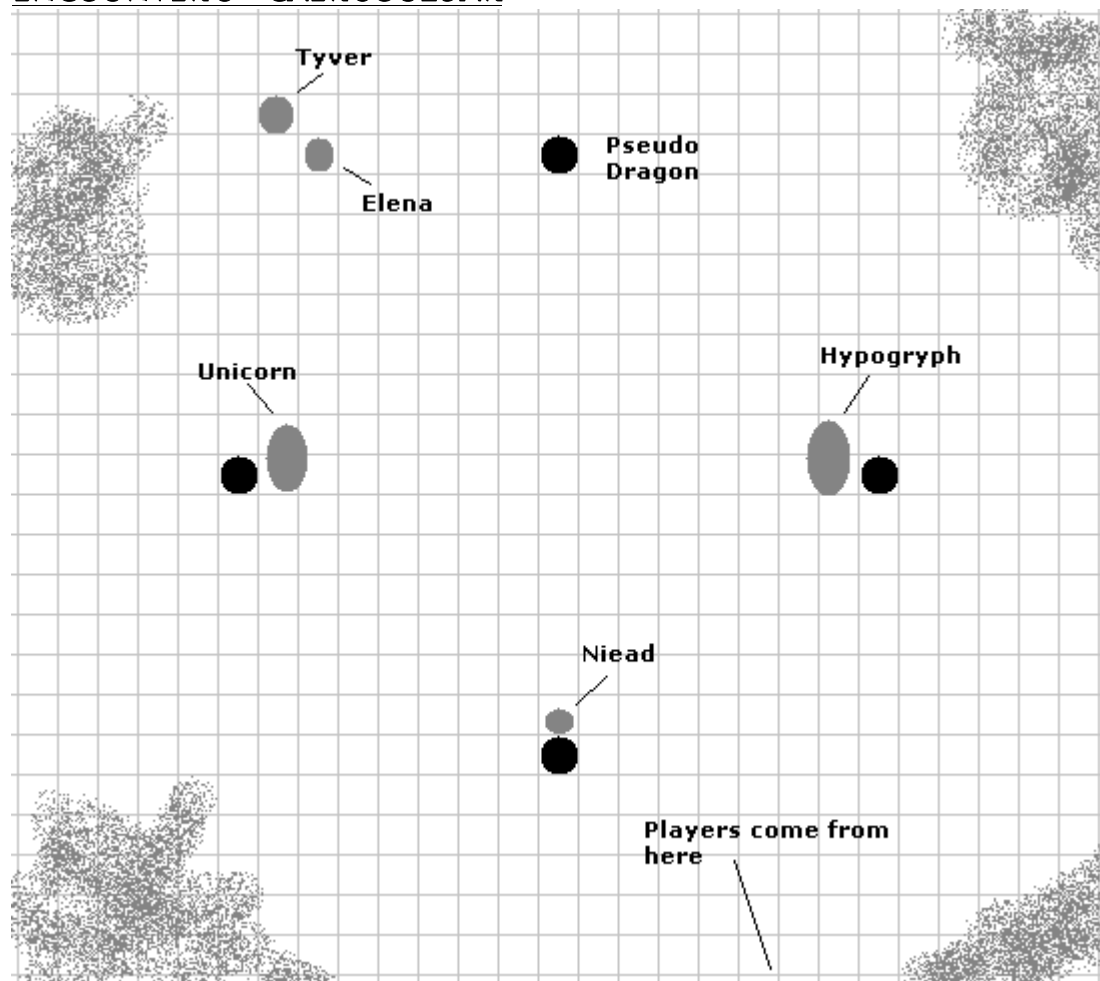 Tyver
Pseudo
Dragon
Elena
Hypogryph
Unicorn
Niead
Players come from
here